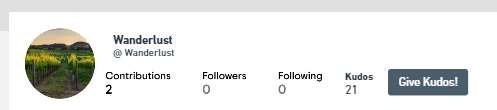 Wanderlust
@ Wanderlust
Contributions Followers Following Kudos Give Kudos!
2 0 0 21